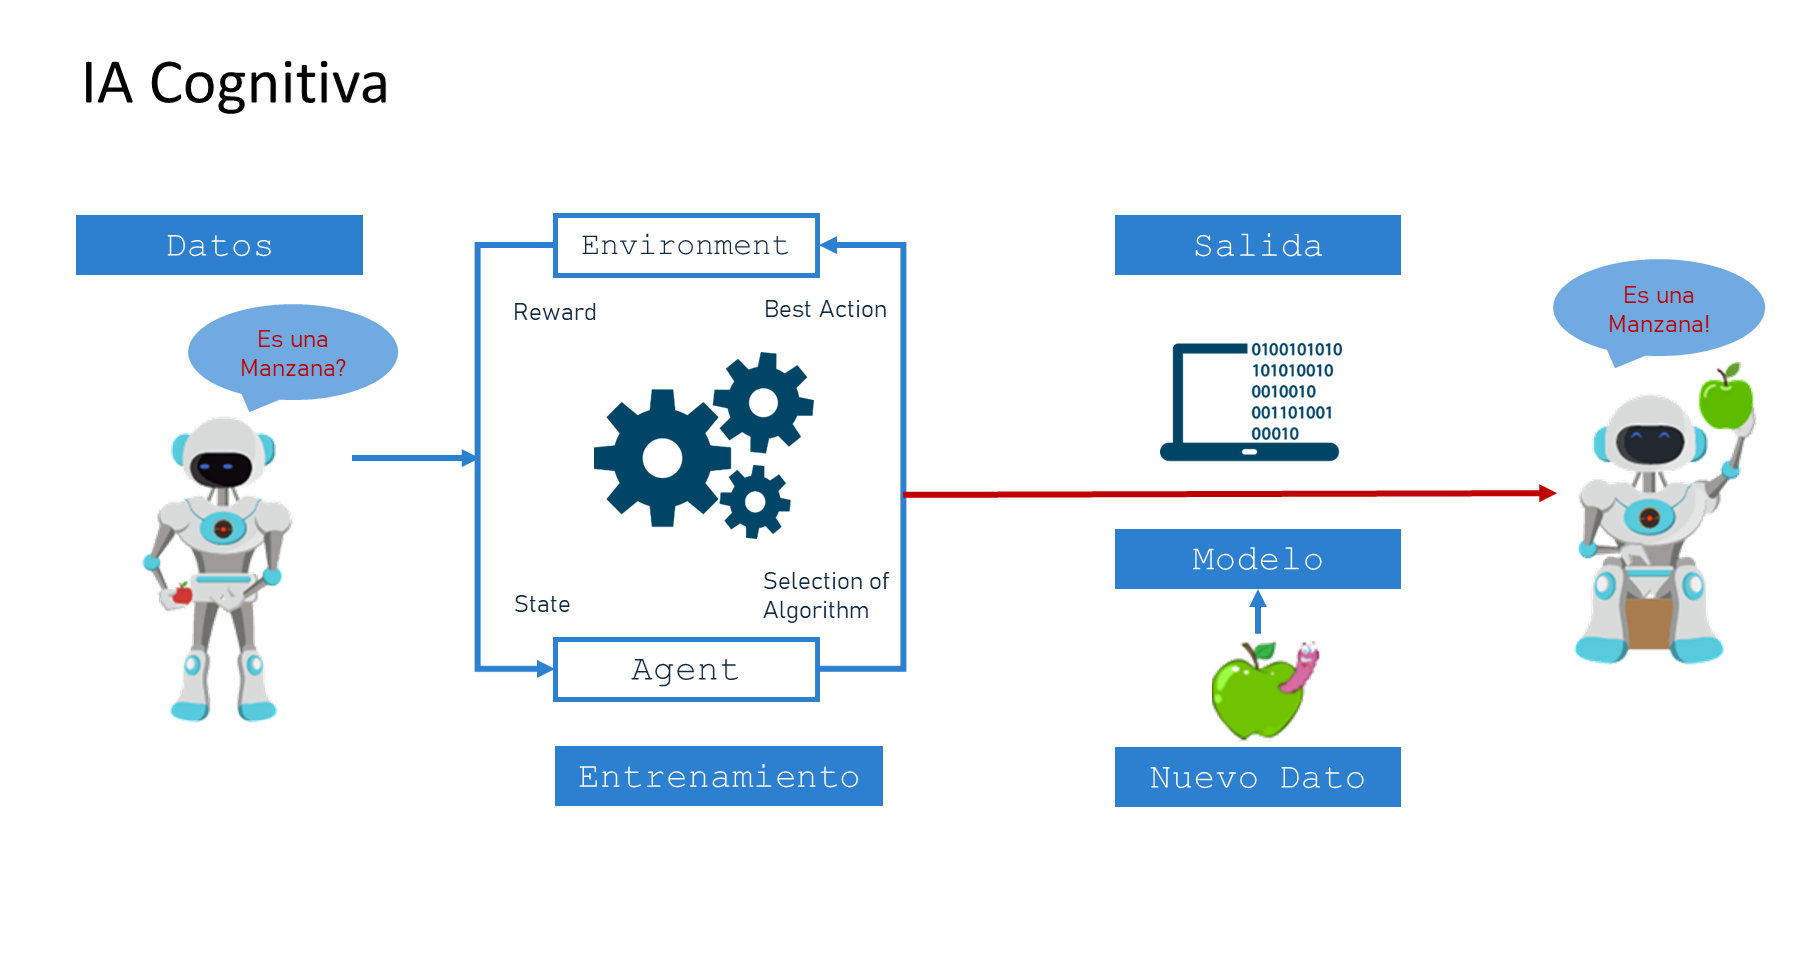 IA Cognitiva
Datos
Es una
Manzana?
Environment
Reward
Best Action
State
Selection of
Algorithm
Agent
Entrenamiento
Salida
0100101010
101010010
0010010
001101001
00010
Modelo
Nuevo Dato
Es una
Manzana!